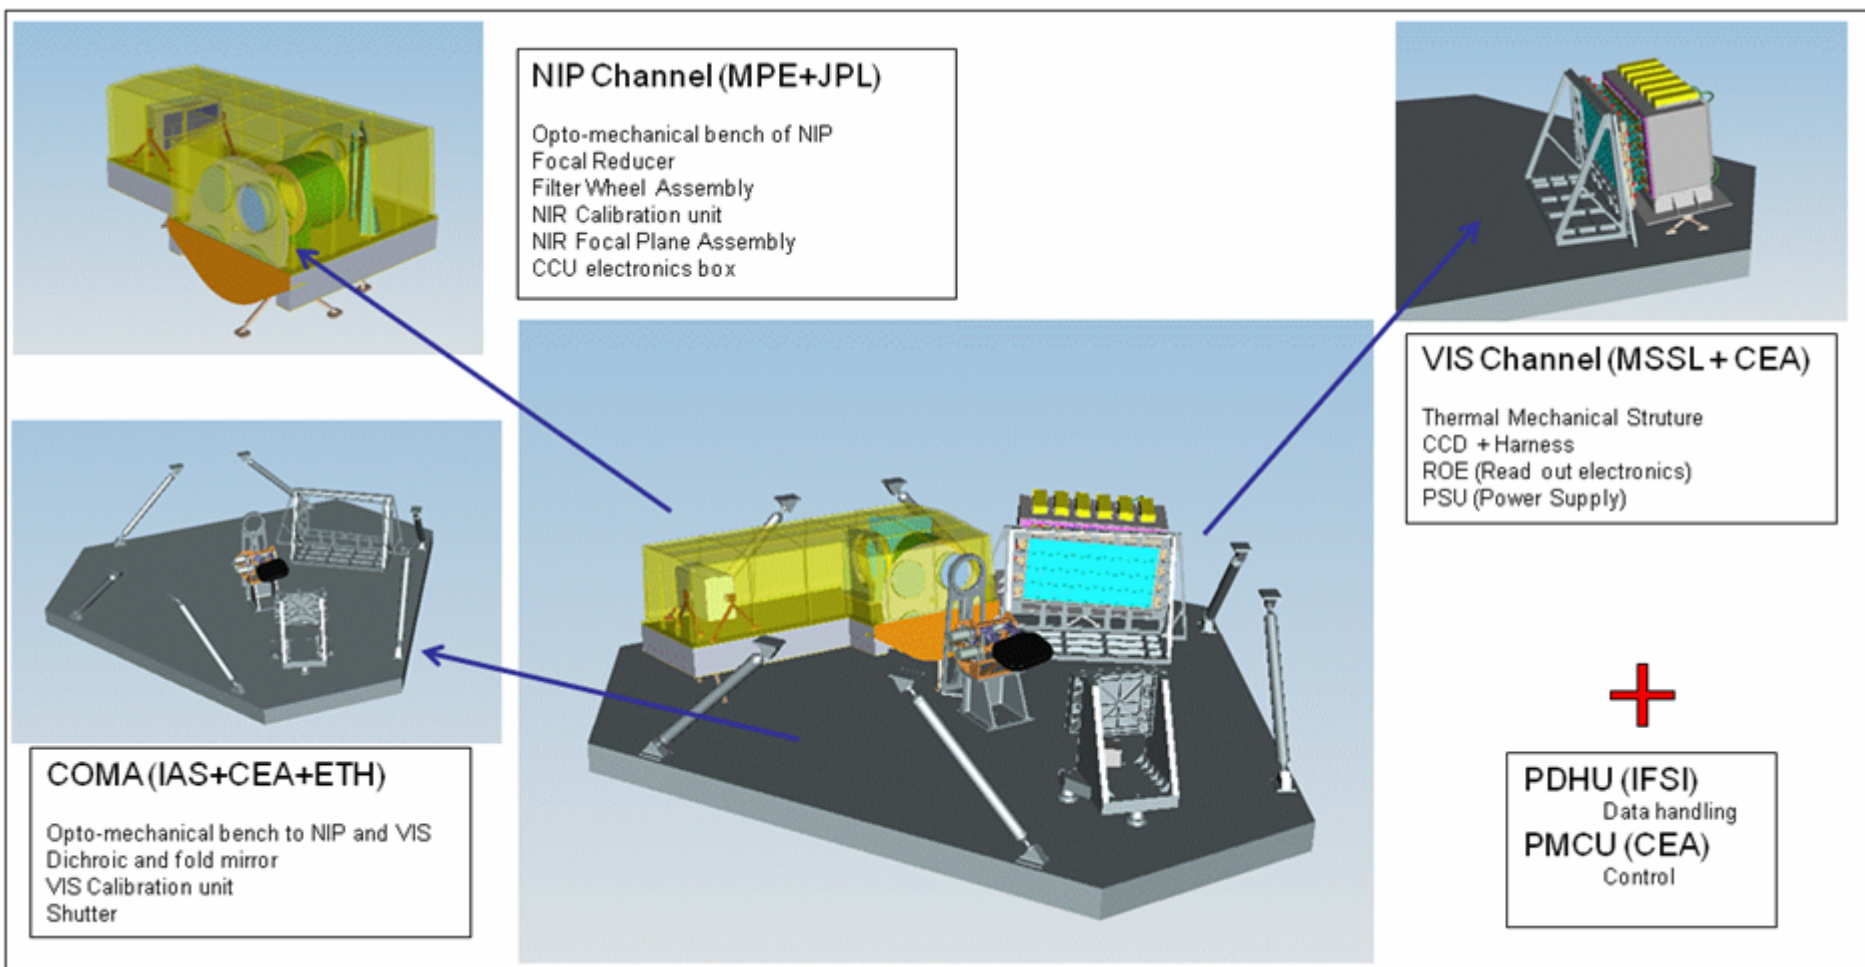 NIP Channel (MPE+JPL)
Opto-mechanical bench of NIP
Focal Reducer
Filter Wheel Assembly
NIR Calibration unit
NIR Focal Plane Assembly
CCU electronics box
VIS Channel (MSSL + CEA)
Thermal Mechanical Struture
CCD + Harness
ROE (Read out electronics)
PSU (Power Supply)
COMA (IAS+CEA+ETH)
Opto-mechanical bench to NIP and VIS
Dichroic and fold mirror
VIS Calibration unit
Shutter
PDHU (IFSI)
Data handling
PMCU (CEA)
Control